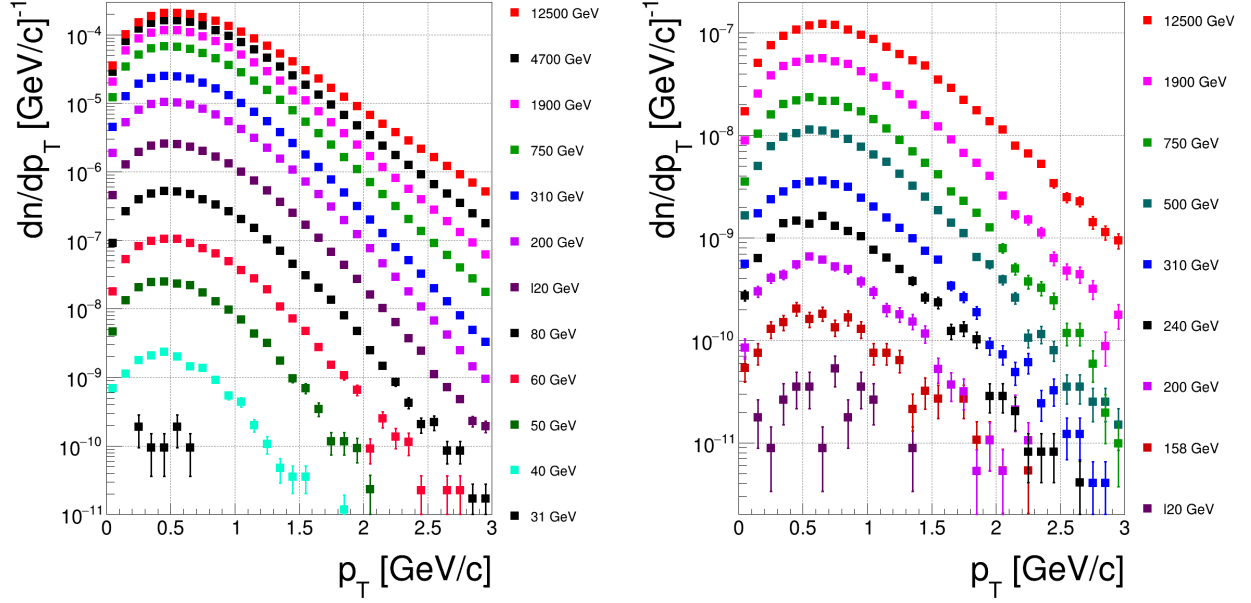 dn/dp_T [GeV/c]^-1
10^-4
10^-5
10^-6
10^-7
10^-8
10^-9
10^-10
10^-11
0 0.5 1 1.5 2 2.5 3
p_T [GeV/c]
12500 GeV
4700 GeV
1900 GeV
750 GeV
310 GeV
200 GeV
l20 GeV
80 GeV
60 GeV
50 GeV
40 GeV
31 GeV
dn/dp_T [GeV/c]^-1
10^-7
10^-8
10^-9
10^-10
10^-11
0 0.5 1 1.5 2 2.5 3
p_T [GeV/c]
12500 GeV
1900 GeV
750 GeV
500 GeV
310 GeV
240 GeV
200 GeV
158 GeV
l20 GeV